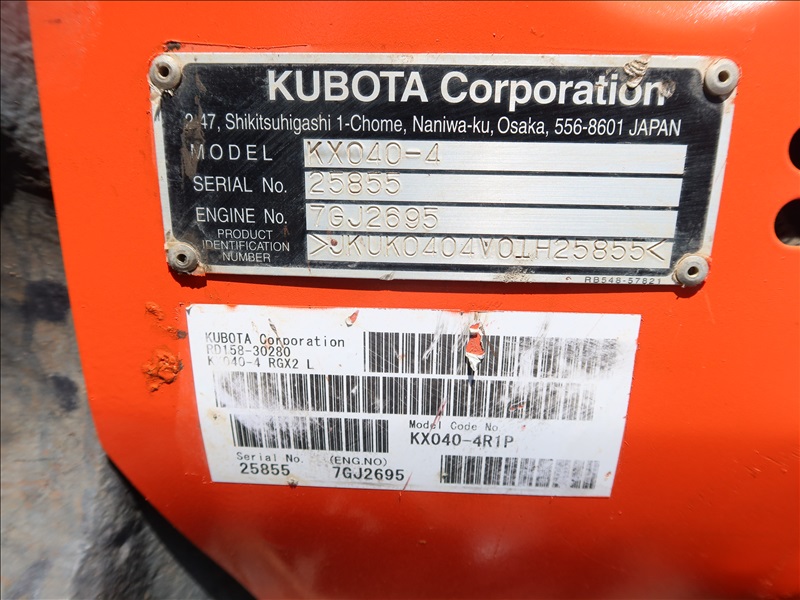 KUBOTA Corporation
2-47, Shikitsuhigashi 1-Chome, Naniwa-ku, Osaka, 556-8601 JAPAN
MODEL KX040-4
SERIAL No. 25855
ENGINE No. 7GJ2695
PRODUCT IDENTIFICATION NUMBER >JKUK0404V01H25855<
RB548-57821
KUBOTA Corporation
RD158-30280
KX040-4 RGX2 L
Model Code No.
KX040-4R1P
Serial No. (ENG.NO)
25855 7GJ2695